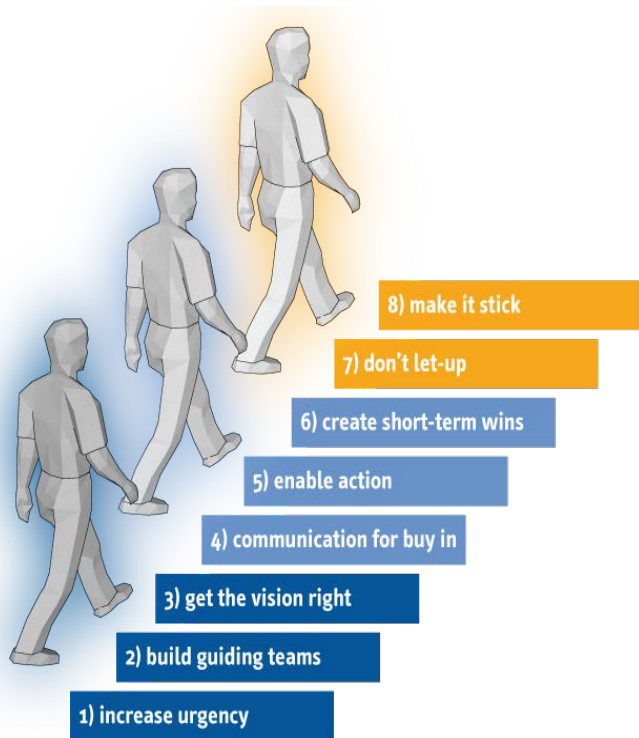 8) make it stick
7) don't let-up
6) create short-term wins
5) enable action
4) communication for buy in
3) get the vision right
2) build guiding teams
1) increase urgency